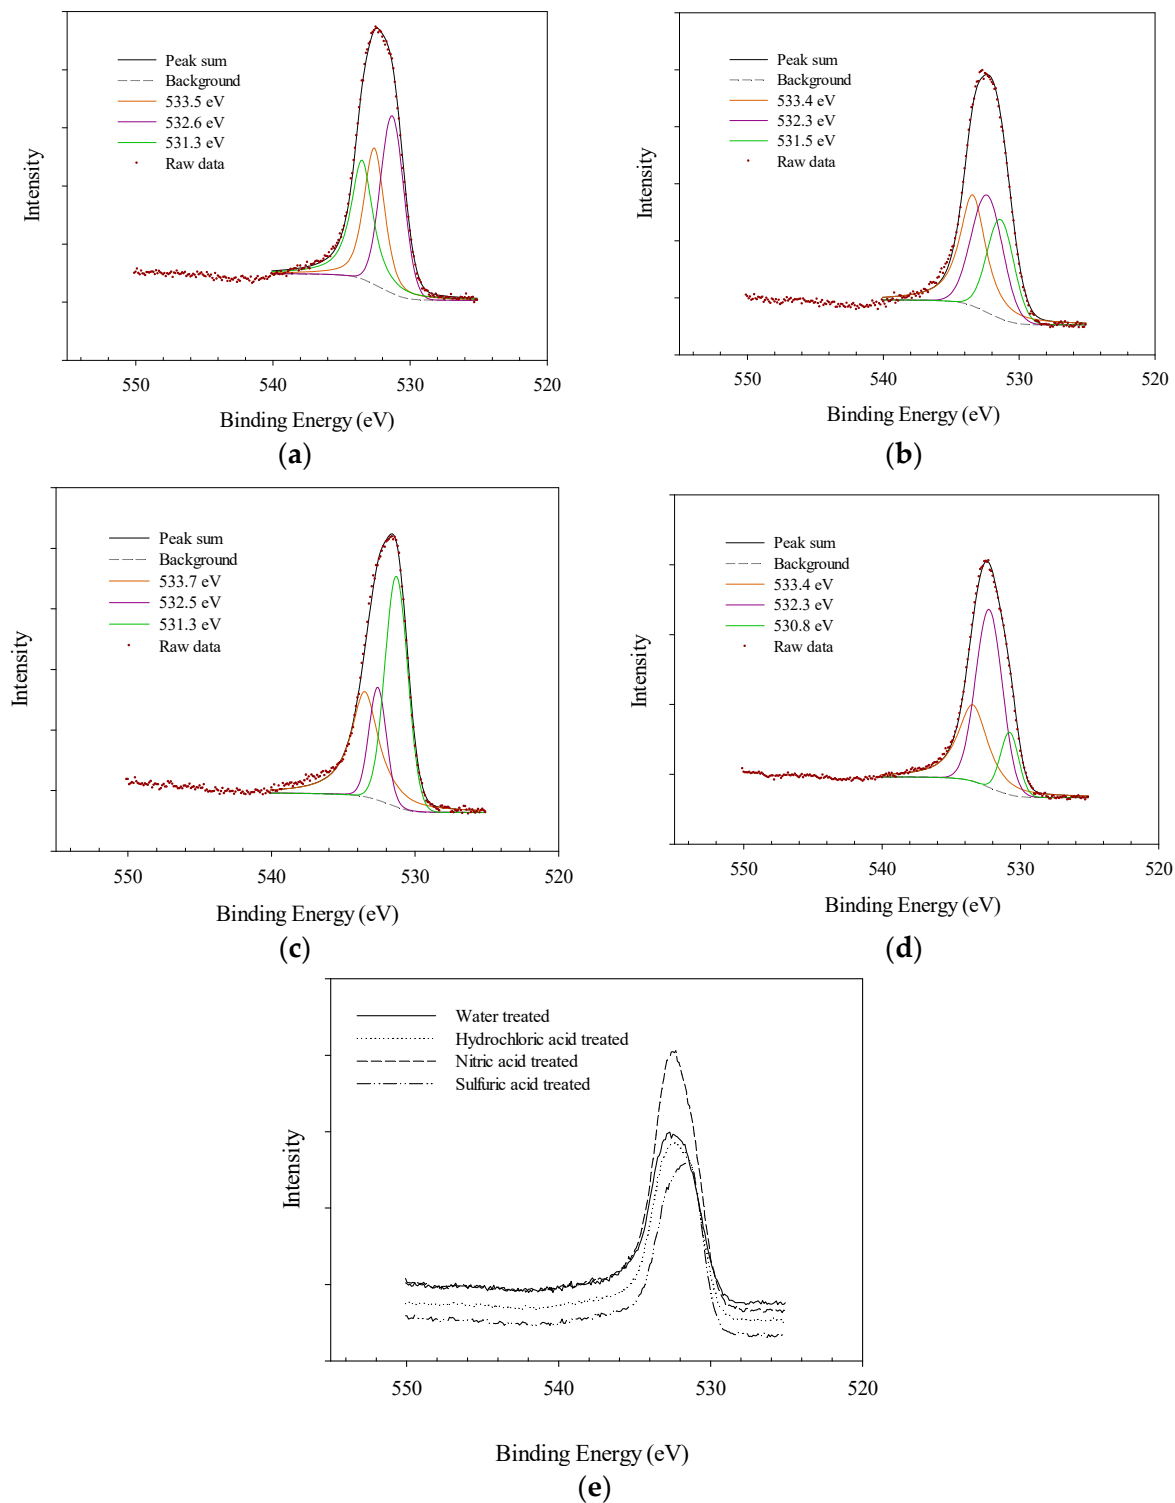 Peak sum
Background
533.5 eV
532.6 eV
531.3 eV
Raw data
Intensity
550 540 530 520
Binding Energy (eV)
(a)
Peak sum
Background
533.4 eV
532.3 eV
531.5 eV
Raw data
Intensity
550 540 530 520
Binding Energy (eV)
(b)
Peak sum
Background
533.7 eV
532.5 eV
531.3 eV
Raw data
Intensity
550 540 530 520
Binding Energy (eV)
(c)
Peak sum
Background
533.4 eV
532.3 eV
530.8 eV
Raw data
Intensity
550 540 530 520
Binding Energy (eV)
(d)
Water treated
Hydrochloric acid treated
Nitric acid treated
Sulfuric acid treated
Intensity
550 540 530 520
Binding Energy (eV)
(e)